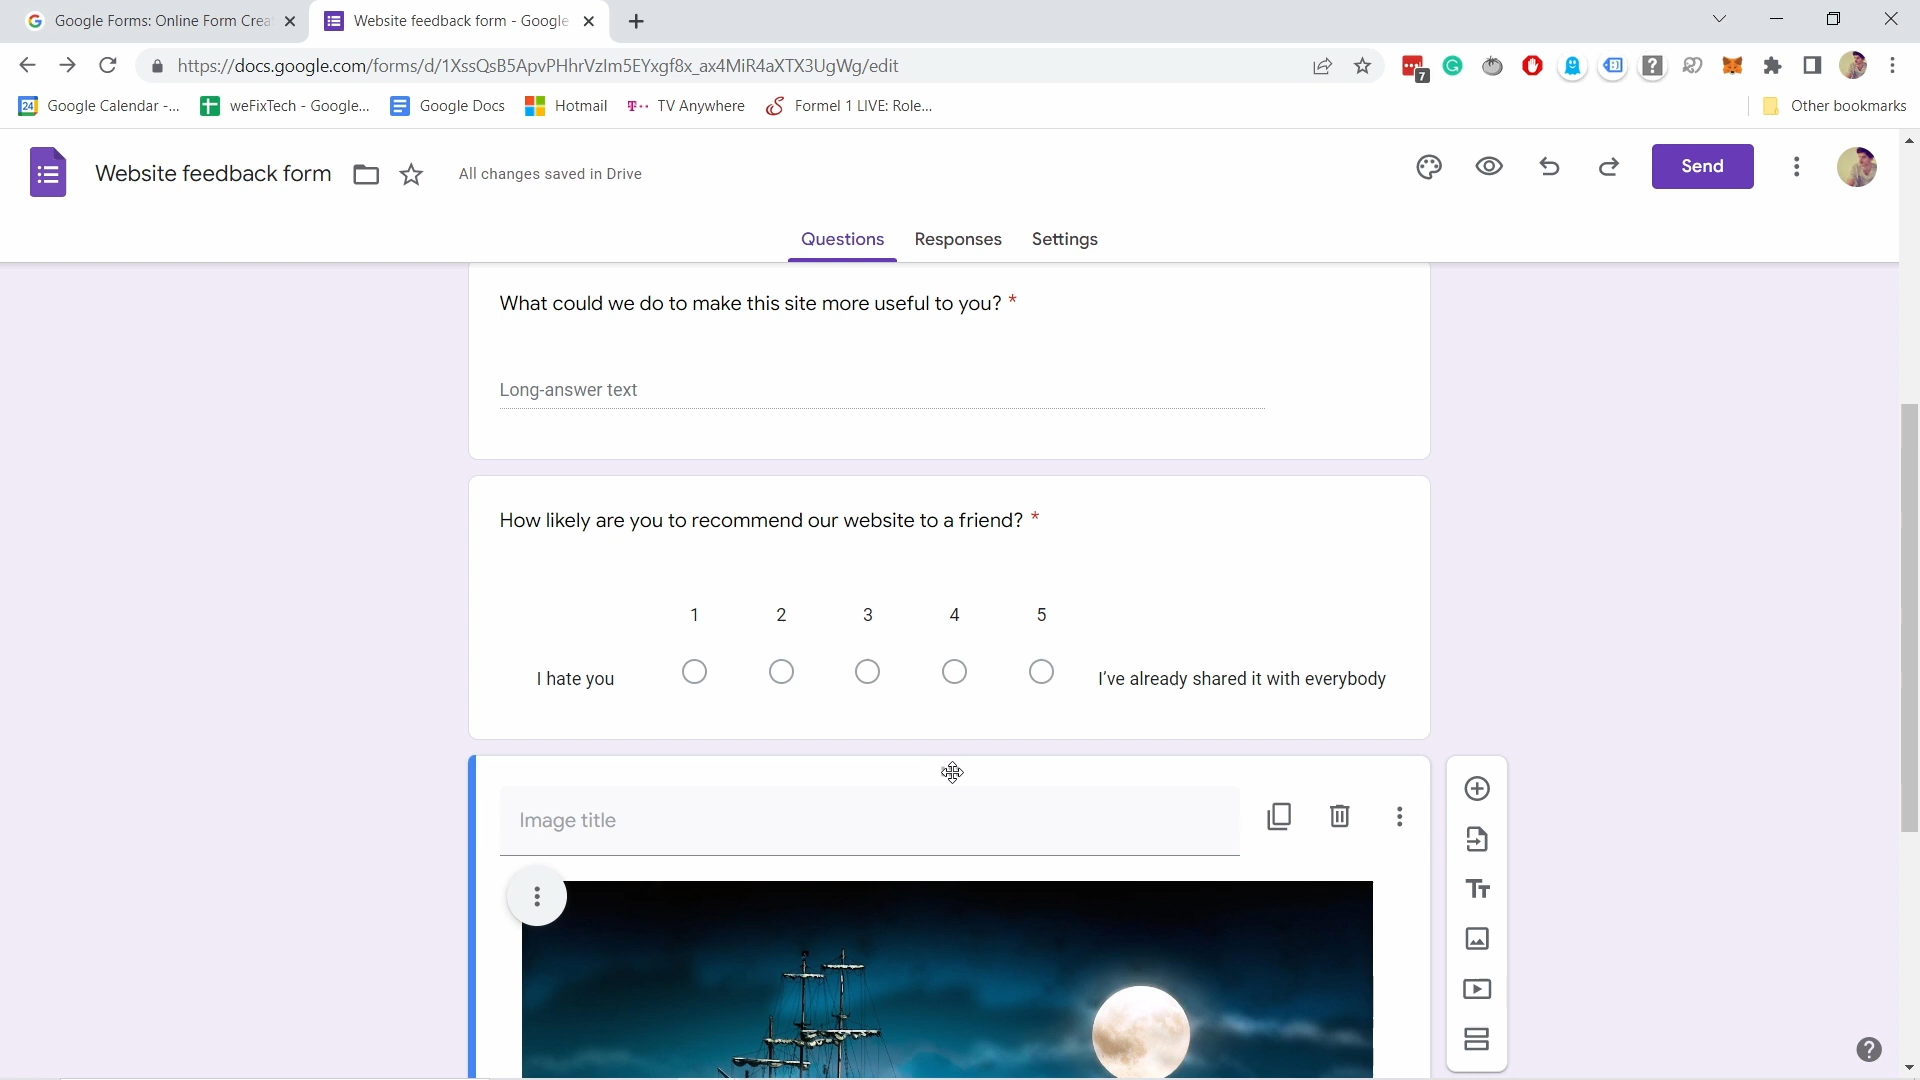 Google Forms: Online Form Crea
Website feedback form - Google
https://docs.google.com/forms/d/1XssQsB5ApvPHhrVzlm5EYxgf8x_ax4MiR4aXTX3UgWg/edit
7
24 Google Calendar -...
weFixTech - Google...
Google Docs
Hotmail
TV Anywhere
Formel 1 LIVE: Role...
Other bookmarks
Website feedback form
All changes saved in Drive
Send
Questions
Responses
Settings
What could we do to make this site more useful to you? *
Long-answer text
How likely are you to recommend our website to a friend? *
1 2 3 4 5
I hate you
I've already shared it with everybody
Image title